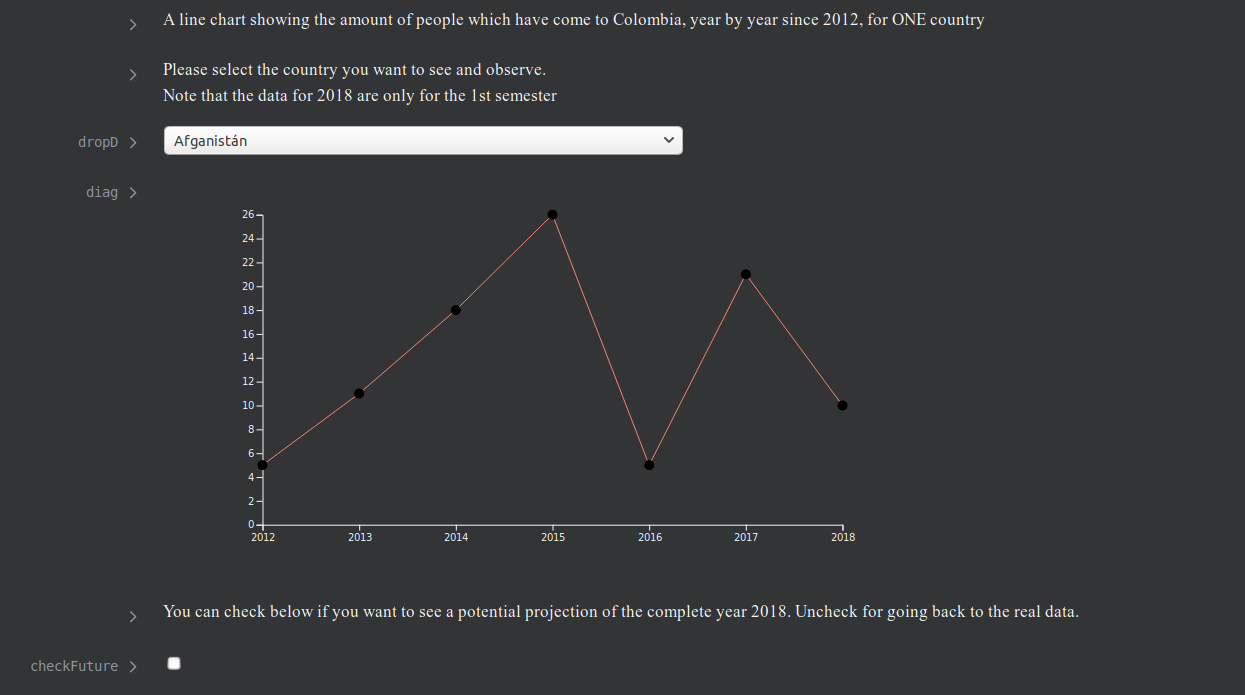 A line chart showing the amount of people which have come to Colombia, year by year since 2012, for ONE country
Please select the country you want to see and observe.
Note that the data for 2018 are only for the 1st semester
dropD
Afganistán
diag
26
24
22
20
18
16
14
12
10
8
6
4
2
0
2012 2013 2014 2015 2016 2017 2018
You can check below if you want to see a potential projection of the complete year 2018. Uncheck for going back to the real data.
checkFuture